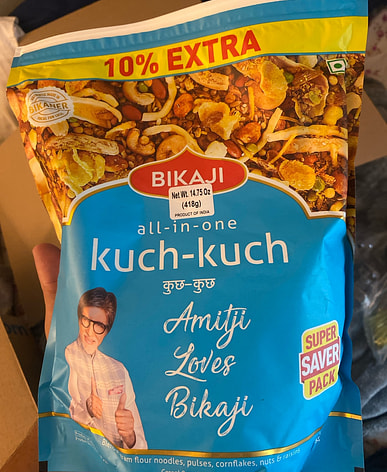 10% EXTRA
BIKANER
BIKAJI
Net Wt. 14.75 Oz
(418g)
PRODUCT OF INDIA
all-in-one
kuch-kuch
कुछ-कुछ
Amitji
Loves
Bikaji
SUPER
SAVER
PACK
flour noodles, pulses, cornflakes, nuts & raisins